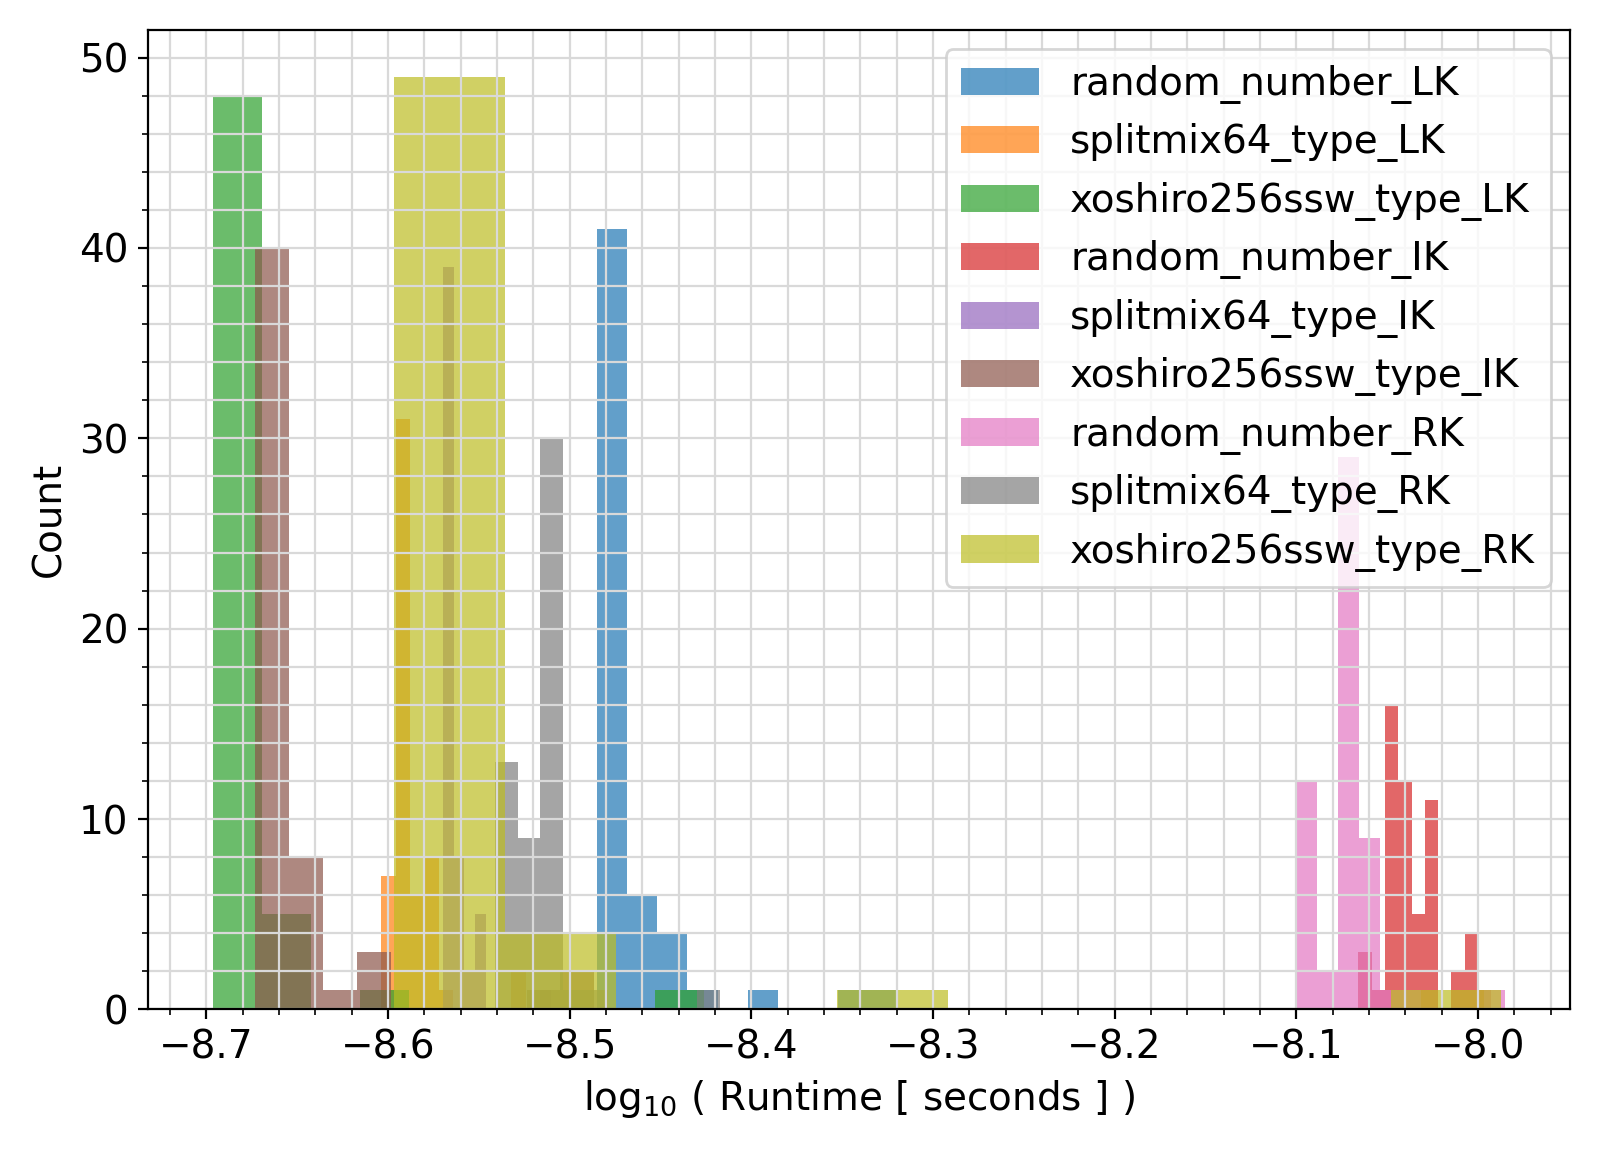 50
40
30
20
10
0
Count
−8.7
−8.6
−8.5
−8.4
−8.3
−8.2
−8.1
−8.0
log10 ( Runtime [ seconds ] )
random_number_LK
splitmix64_type_LK
xoshiro256ssw_type_LK
random_number_IK
splitmix64_type_IK
xoshiro256ssw_type_IK
random_number_RK
splitmix64_type_RK
xoshiro256ssw_type_RK